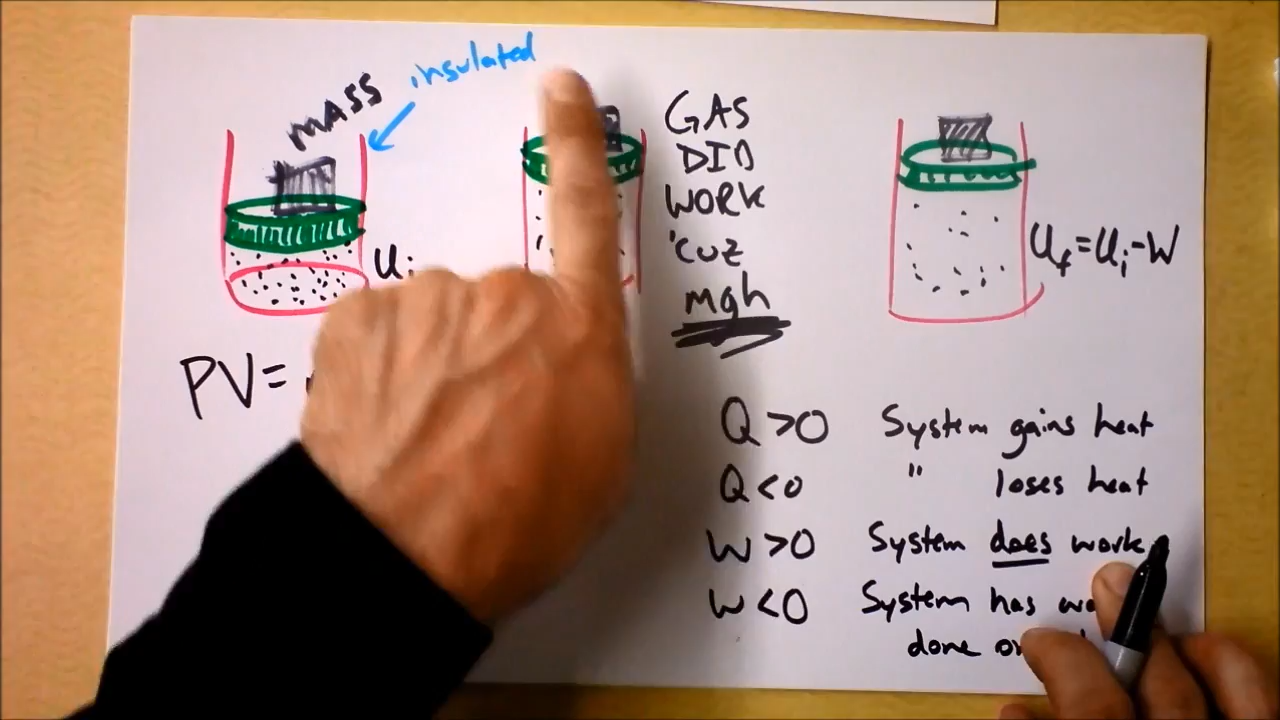 MASS
insulated
Ui
PV=
GAS
DID
WORK
'CUZ
mgh
Uf=Ui-W
Q >0 System gains heat
Q<0 " loses heat
W >0 System does work
W <0 System has
done